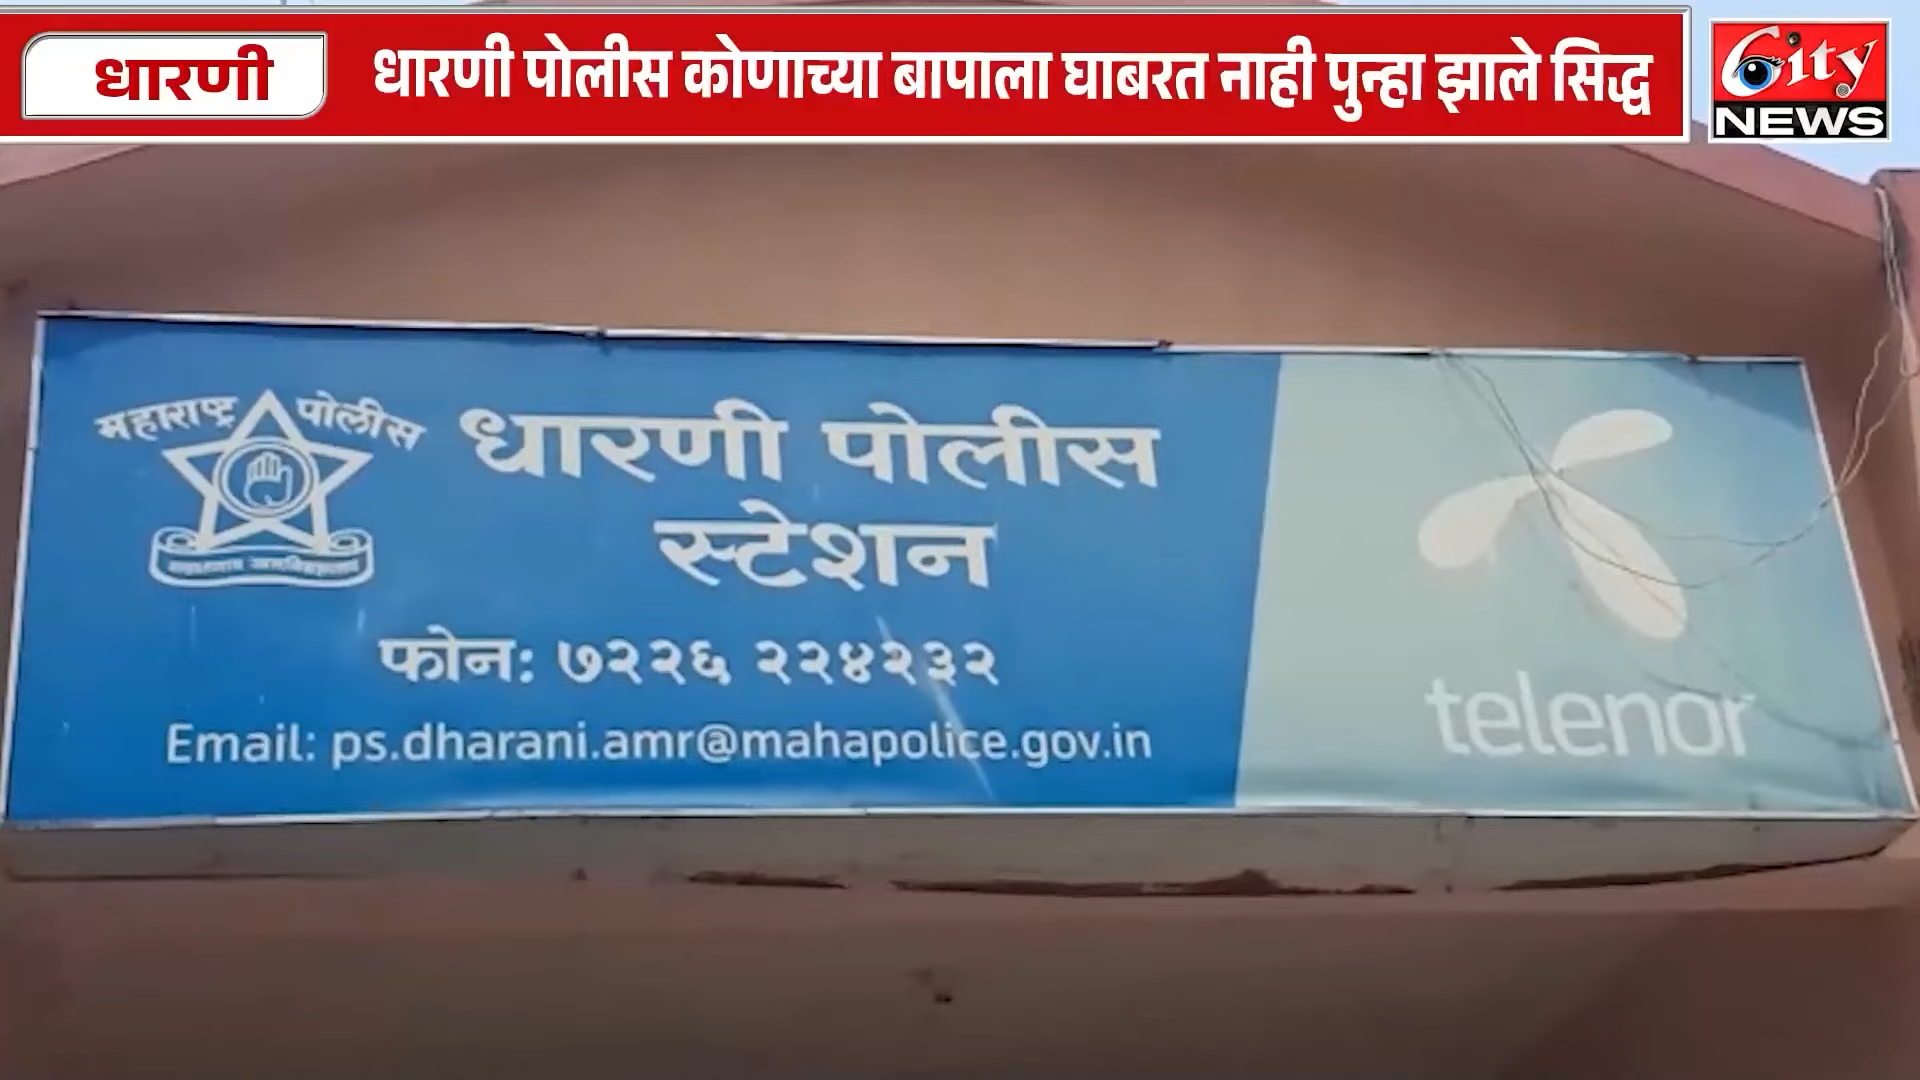 धारणी
धारणी पोलीस कोणाच्या बापाला घाबरत नाही पुन्हा झाले सिद्ध
City
NEWS
महाराष्ट्र पोलीस
धारणी पोलीस
स्टेशन
फोन: ७२२६ २२४२३२
Email: ps.dharani.amr@mahapolice.gov.in
telenor